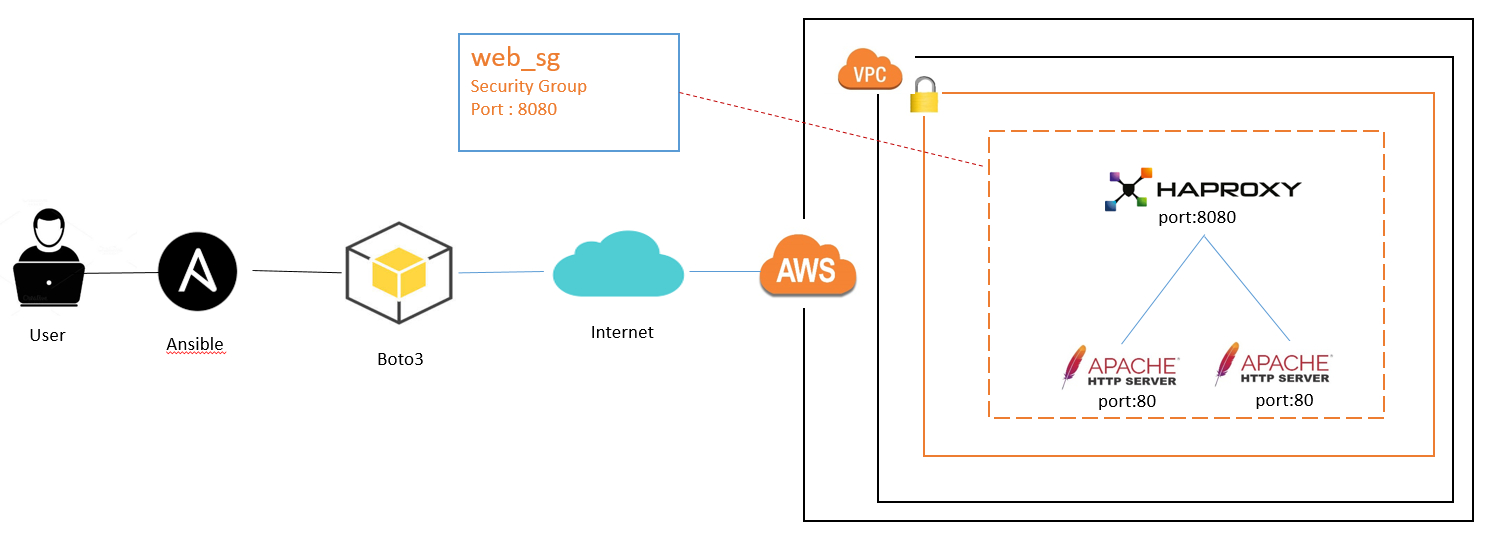 web_sg
Security Group
Port : 8080
VPC
HAPROXY
port:8080
AWS
User
Ansible
Boto3
Internet
APACHE®
HTTP SERVER
port:80
APACHE®
HTTP SERVER
port:80